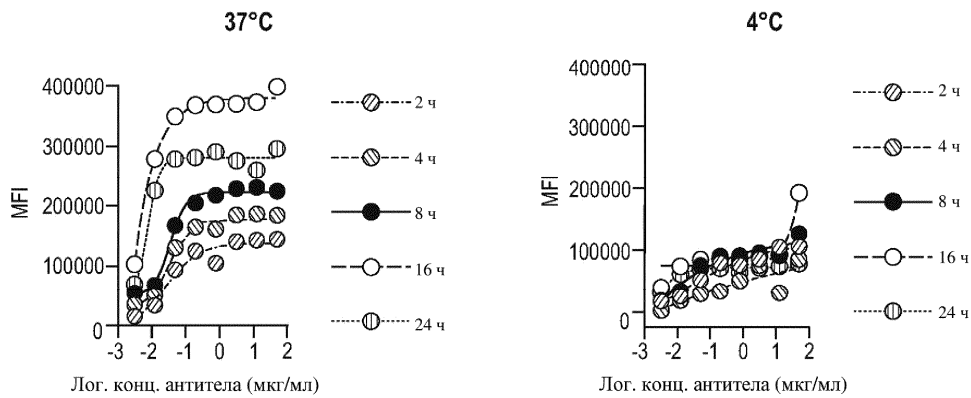 37°C
MFI
400000
300000
200000
100000
0
-3 -2 -1 0 1 2
Лог. конц. антитела (мкг/мл)
2 ч
4 ч
8 ч
16 ч
24 ч
4°C
MFI
400000
300000
200000
100000
0
-3 -2 -1 0 1 2
Лог. конц. антитела (мкг/мл)
2 ч
4 ч
8 ч
16 ч
24 ч